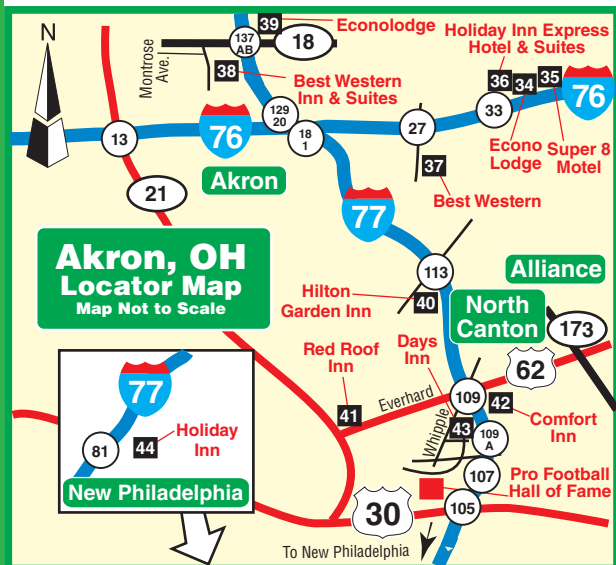 N
39
Econolodge
137
AB
18
Montrose
Ave.
38
Best Western
Inn & Suites
Holiday Inn Express
Hotel & Suites
36
34
35
76
129
20
18
1
27
33
13
76
Econo
Lodge
Super 8
Motel
37
Best Western
21
Akron
77
Akron, OH
Locator Map
Map Not to Scale
113
Hilton
Garden Inn
40
Alliance
North
Canton
173
62
Red Roof
Inn
Days
Inn
41
Everhard
109
42
Comfort
Inn
Whipple
43
109
A
77
81
44
Holiday
Inn
New Philadelphia
107
Pro Football
Hall of Fame
30
105
To New Philadelphia